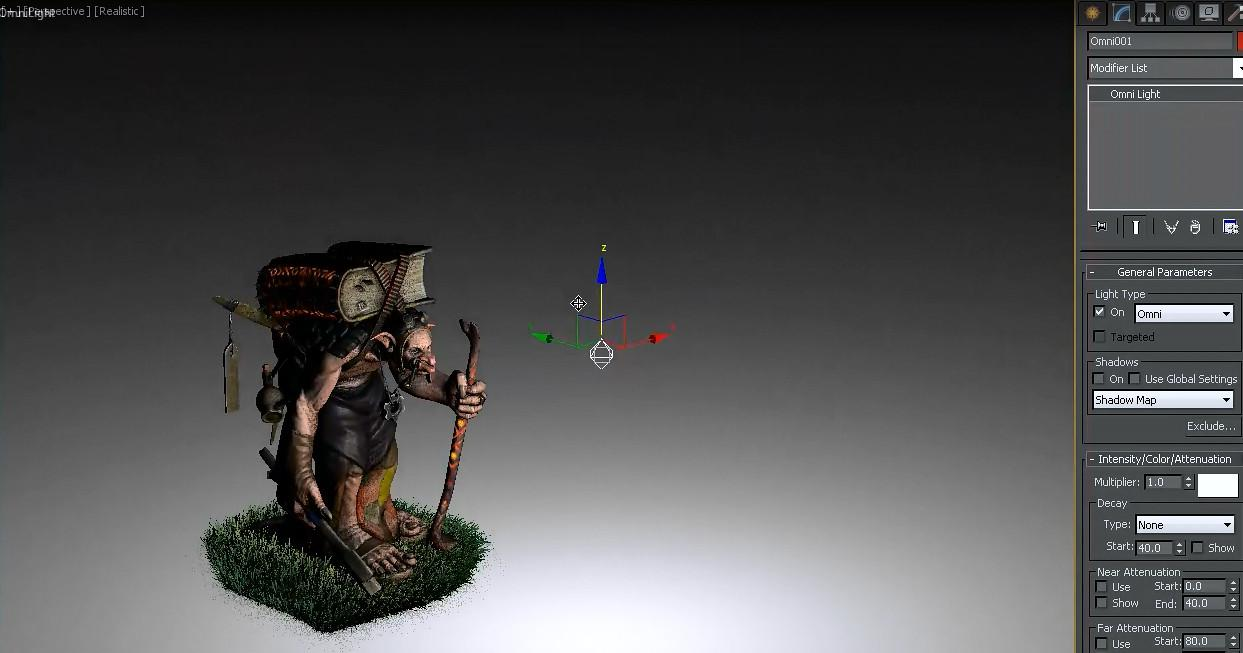 [ + ] [ Perspective ] [ Realistic ]
Omni001
Modifier List
Omni Light
z
- General Parameters
Light Type
On Omni
Targeted
Shadows
On Use Global Settings
Shadow Map
Exclude...
- Intensity/Color/Attenuation
Multiplier: 1.0
Decay
Type: None
Start: 40.0 Show
Near Attenuation
Use Start: 0.0
Show End: 40.0
Far Attenuation
Use Start: 80.0